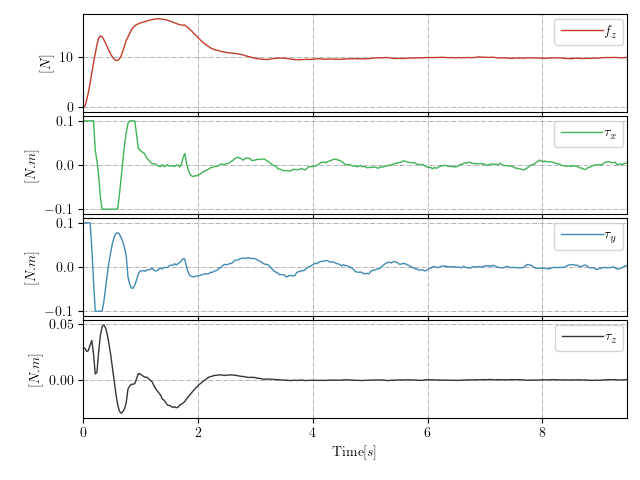 [N]
10
0
f_z
[N.m]
0.1
0.0
−0.1
τ_x
[N.m]
0.1
0.0
−0.1
τ_y
[N.m]
0.05
0.00
τ_z
0 2 4 6 8
Time[s]